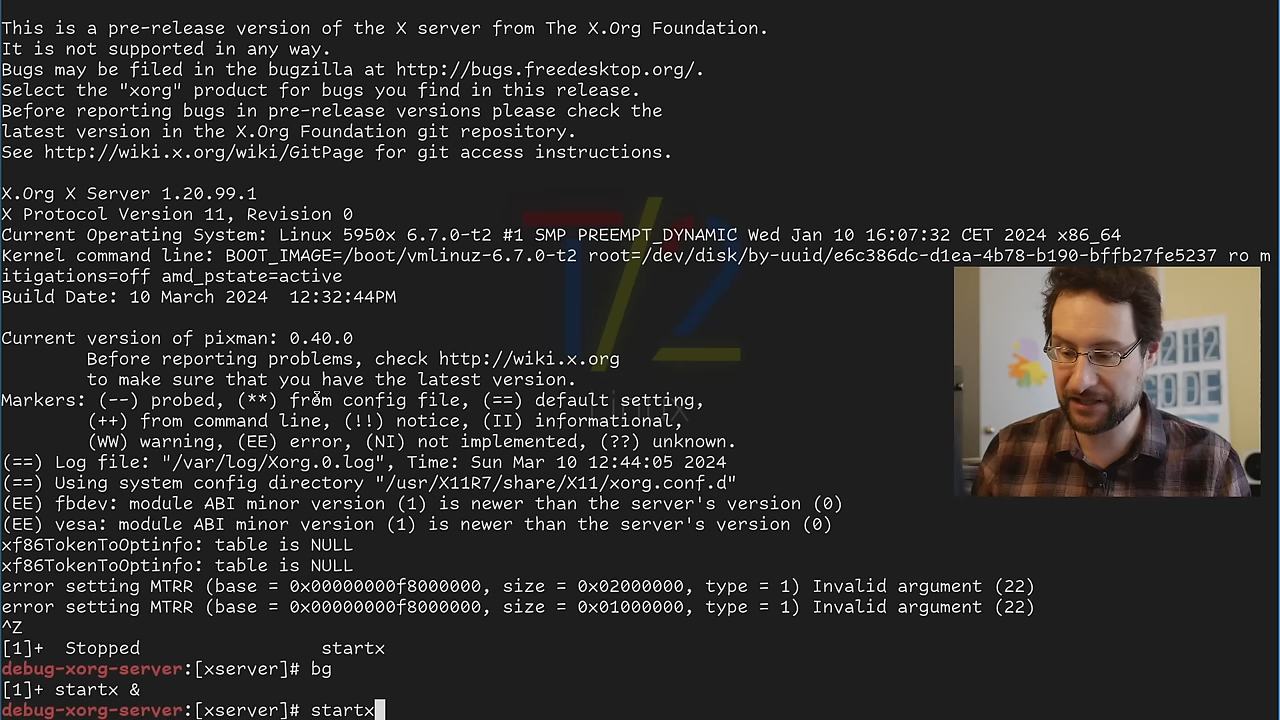 This is a pre-release version of the X server from The X.Org Foundation.
It is not supported in any way.
Bugs may be filed in the bugzilla at http://bugs.freedesktop.org/.
Select the "xorg" product for bugs you find in this release.
Before reporting bugs in pre-release versions please check the
latest version in the X.Org Foundation git repository.
See http://wiki.x.org/wiki/GitPage for git access instructions.
X.Org X Server 1.20.99.1
X Protocol Version 11, Revision 0
Current Operating System: Linux 5950x 6.7.0-t2 #1 SMP PREEMPT_DYNAMIC Wed Jan 10 16:07:32 CET 2024 x86_64
Kernel command line: BOOT_IMAGE=/boot/vmlinuz-6.7.0-t2 root=/dev/disk/by-uuid/e6c386dc-d1ea-4b78-b190-bffb27fe5237 ro m
itigations=off amd_pstate=active
Build Date: 10 March 2024  12:32:44PM
T/2
Current version of pixman: 0.40.0
Before reporting problems, check http://wiki.x.org
to make sure that you have the latest version.
Markers: (--) probed, (**) from config file, (==) default setting,
(++) from command line, (!!) notice, (II) informational,
(WW) warning, (EE) error, (NI) not implemented, (??) unknown.
(==) Log file: "/var/log/Xorg.0.log", Time: Sun Mar 10 12:44:05 2024
(==) Using system config directory "/usr/X11R7/share/X11/xorg.conf.d"
(EE) fbdev: module ABI minor version (1) is newer than the server's version (0)
(EE) vesa: module ABI minor version (1) is newer than the server's version (0)
xf86TokenToOptinfo: table is NULL
xf86TokenToOptinfo: table is NULL
error setting MTRR (base = 0x00000000f8000000, size = 0x02000000, type = 1) Invalid argument (22)
error setting MTRR (base = 0x00000000f8000000, size = 0x01000000, type = 1) Invalid argument (22)
^Z
[1]+  Stopped                 startx
debug-xorg-server:[xserver]# bg
[1]+ startx &
debug-xorg-server:[xserver]# startx
CODE